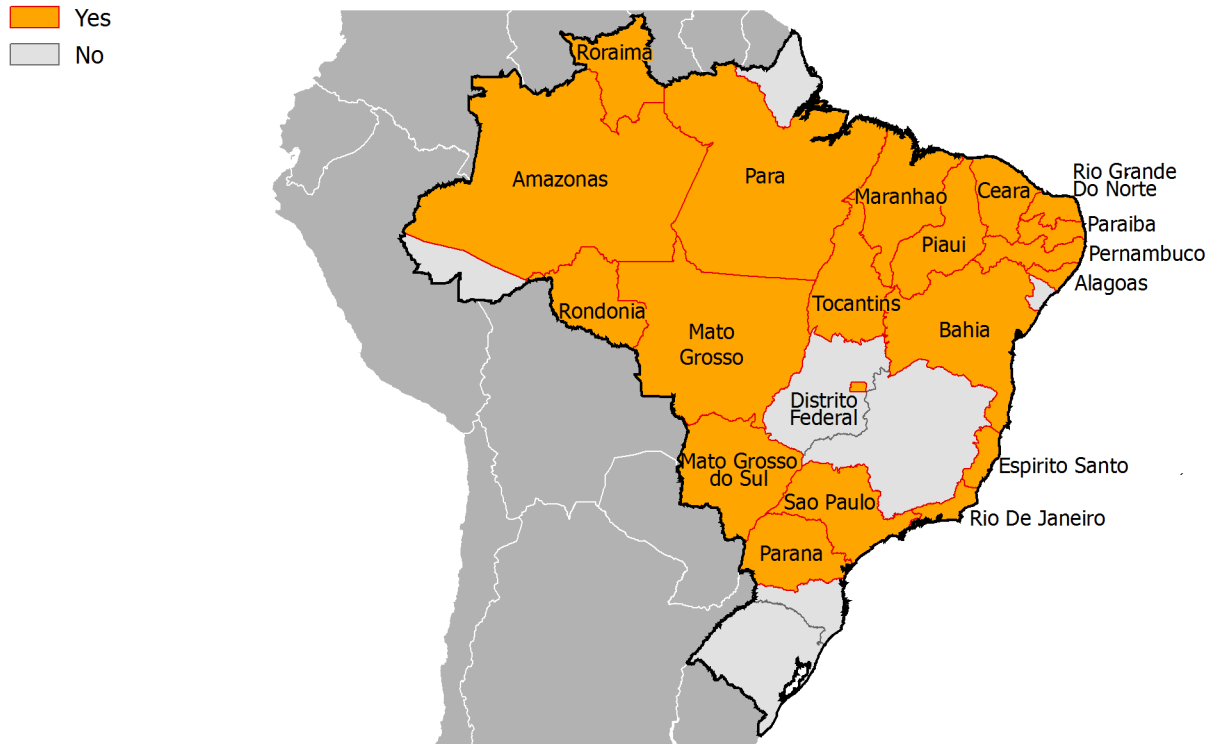 Yes
No
Roraima
Amazonas
Para
Maranhao
Ceara
Rio Grande
Do Norte
Paraiba
Piaui
Pernambuco
Alagoas
Rondonia
Tocantins
Bahia
Mato
Grosso
Distrito
Federal
Mato Grosso
do Sul
Espirito Santo
Sao Paulo
Rio De Janeiro
Parana